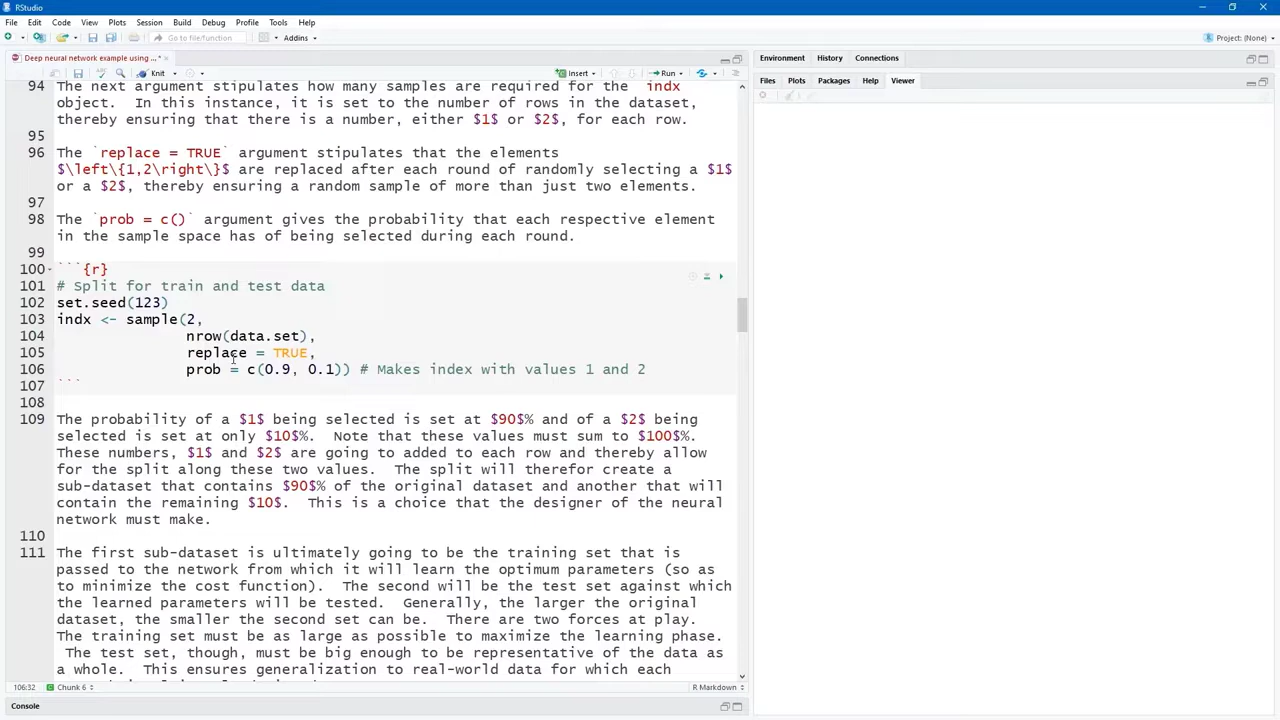 RStudio
File Edit Code View Plots Session Build Debug Profile Tools Help
Go to file/function Addins Project: (None)
Deep neural network example using ...* Environment History Connections
Knit Insert Run Files Plots Packages Help Viewer
94 The next argument stipulates how many samples are required for the `indx`
object.  In this instance, it is set to the number of rows in the dataset,
thereby ensuring that there is a number, either $1$ or $2$, for each row.
95
96 The `replace = TRUE` argument stipulates that the elements
$\left\{1,2\right\}$ are replaced after each round of randomly selecting a $1$
or a $2$, thereby ensuring a random sample of more than just two elements.
97
98 The `prob = c()` argument gives the probability that each respective element
in the sample space has of being selected during each round.
99
100 ```{r}
101 # Split for train and test data
102 set.seed(123)
103 indx <- sample(2,
104 nrow(data.set),
105 replace = TRUE,
106 prob = c(0.9, 0.1)) # Makes index with values 1 and 2
107 ```
108
109 The probability of a $1$ being selected is set at $90$% and of a $2$ being
selected is set at only $10$%.  Note that these values must sum to $100$%.
These numbers, $1$ and $2$ are going to added to each row and thereby allow
for the split along these two values.  The split will therefor create a
sub-dataset that contains $90$% of the original dataset and another that will
contain the remaining $10$.  This is a choice that the designer of the neural
network must make.
110
111 The first sub-dataset is ultimately going to be the training set that is
passed to the network from which it will learn the optimum parameters (so as
to minimize the cost function).  The second will be the test set against which
the learned parameters will be tested.  Generally, the larger the original
dataset, the smaller the second set can be.  There are two forces at play.
The training set must be as large as possible to maximize the learning phase.
The test set, though, must be big enough to be representative of the data as
a whole.  This ensures generalization to real-world data for which each
106:32 Chunk 6 R Markdown
Console